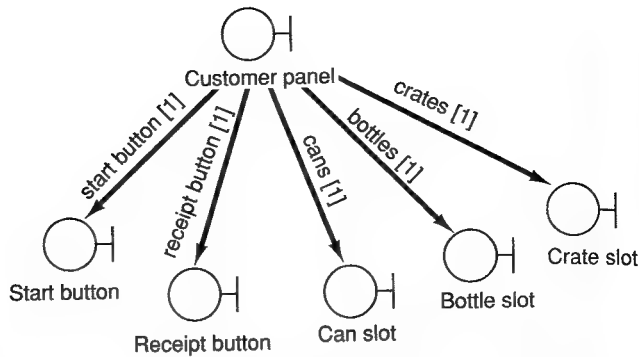 Customer panel
start button [1]
receipt button [1]
cans [1]
bottles [1]
crates [1]
Start button
Receipt button
Can slot
Bottle slot
Crate slot